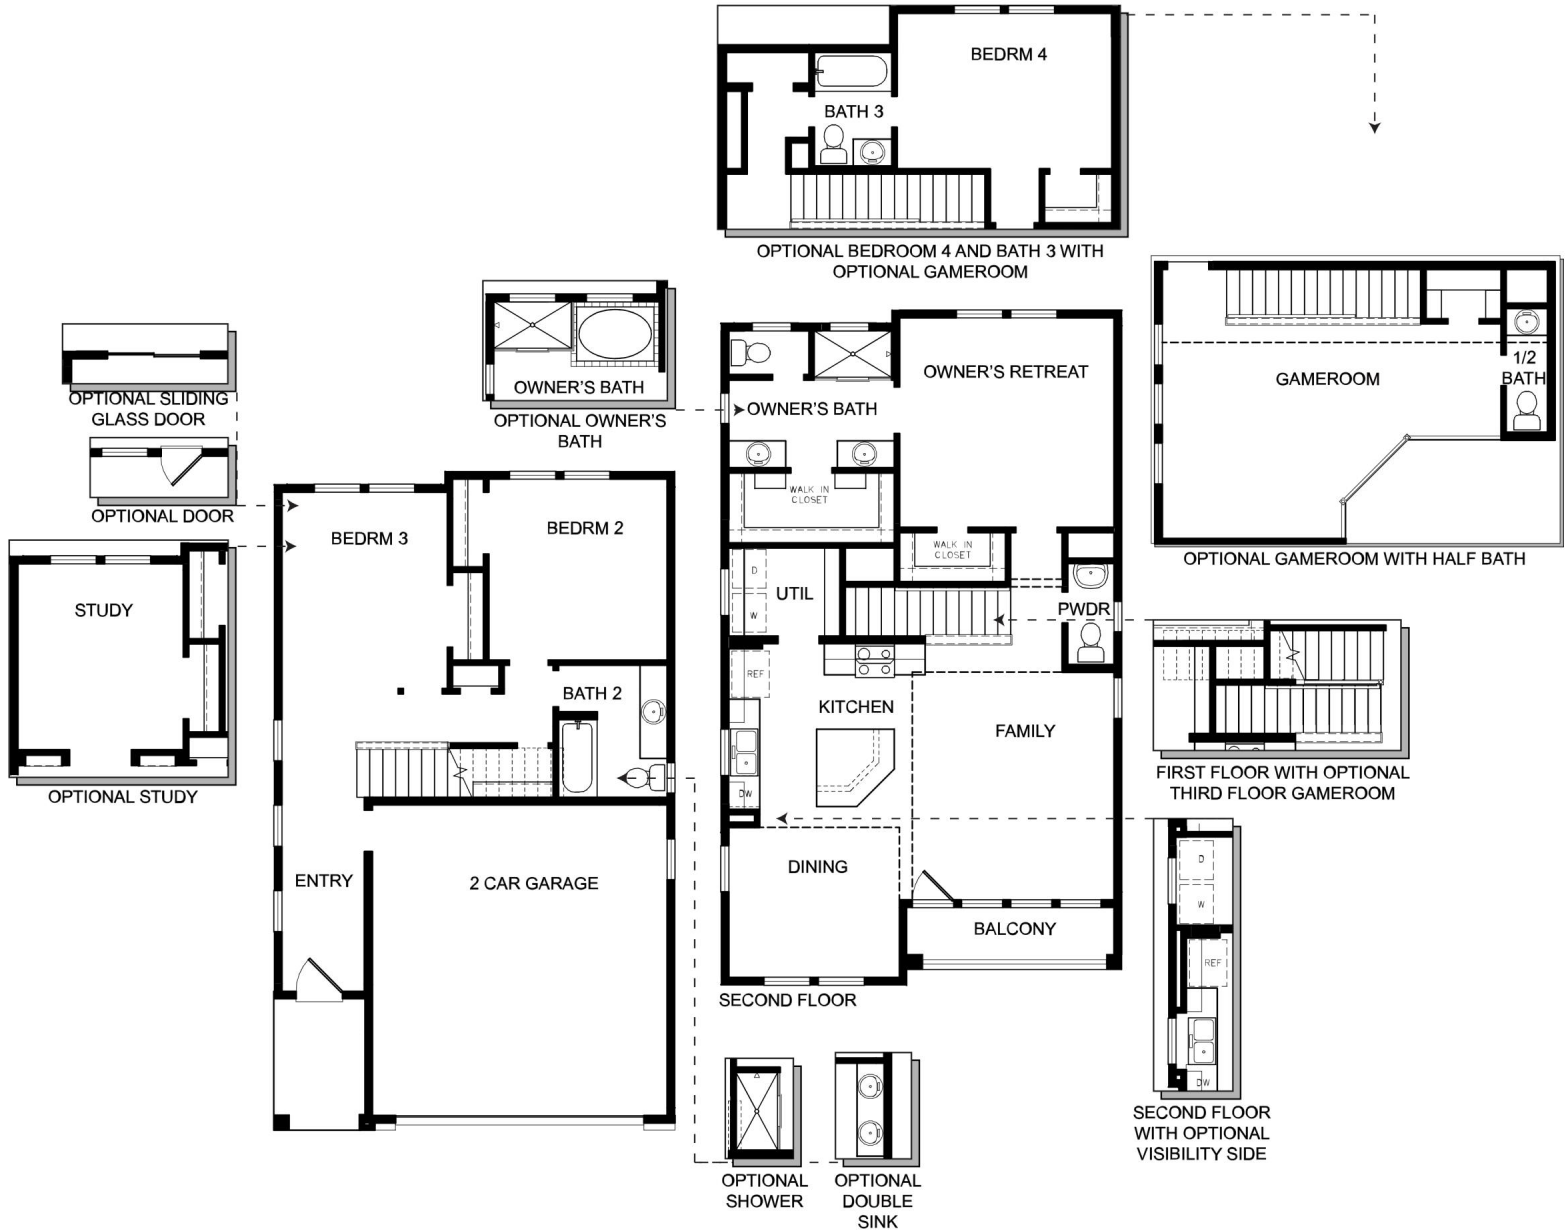 BEDRM 4
BATH 3
OPTIONAL BEDROOM 4 AND BATH 3 WITH
OPTIONAL GAMEROOM
OWNER'S BATH
OPTIONAL OWNER'S
BATH
OPTIONAL SLIDING
GLASS DOOR
OPTIONAL DOOR
STUDY
OPTIONAL STUDY
BEDRM 3
BEDRM 2
BATH 2
ENTRY
2 CAR GARAGE
OWNER'S RETREAT
OWNER'S BATH
WALK IN
CLOSET
WALK IN
CLOSET
D
W
UTIL
PWDR
REF
KITCHEN
FAMILY
DW
DINING
BALCONY
SECOND FLOOR
GAMEROOM
1/2
BATH
OPTIONAL GAMEROOM WITH HALF BATH
FIRST FLOOR WITH OPTIONAL
THIRD FLOOR GAMEROOM
D
W
REF
DW
SECOND FLOOR
WITH OPTIONAL
VISIBILITY SIDE
OPTIONAL
SHOWER
OPTIONAL
DOUBLE
SINK